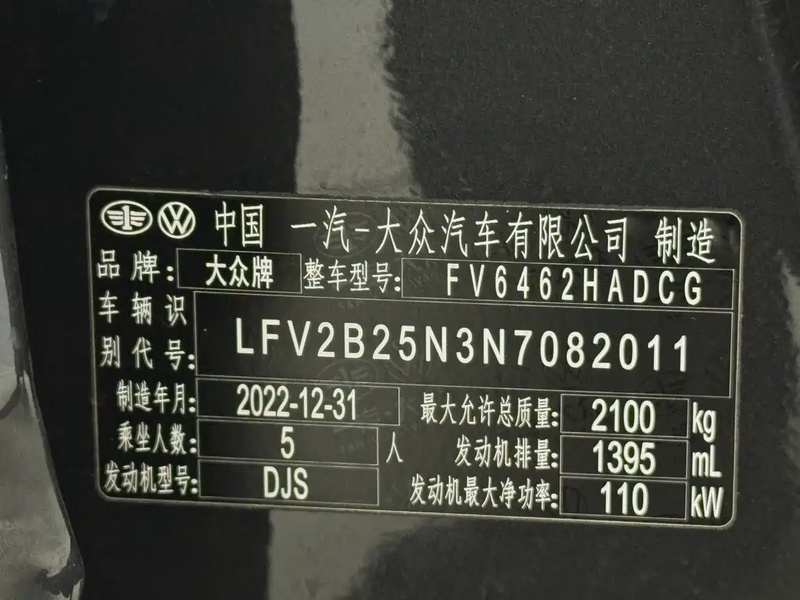 中国 一汽-大众汽车有限公司 制造
品牌: 大众牌 整车型号: FV6462HADCG
车辆识别代号: LFV2B25N3N7082011
制造年月: 2022-12-31 最大允许总质量: 2100 kg
乘坐人数: 5 人 发动机排量: 1395 mL
发动机型号: DJS 发动机最大净功率: 110 kW